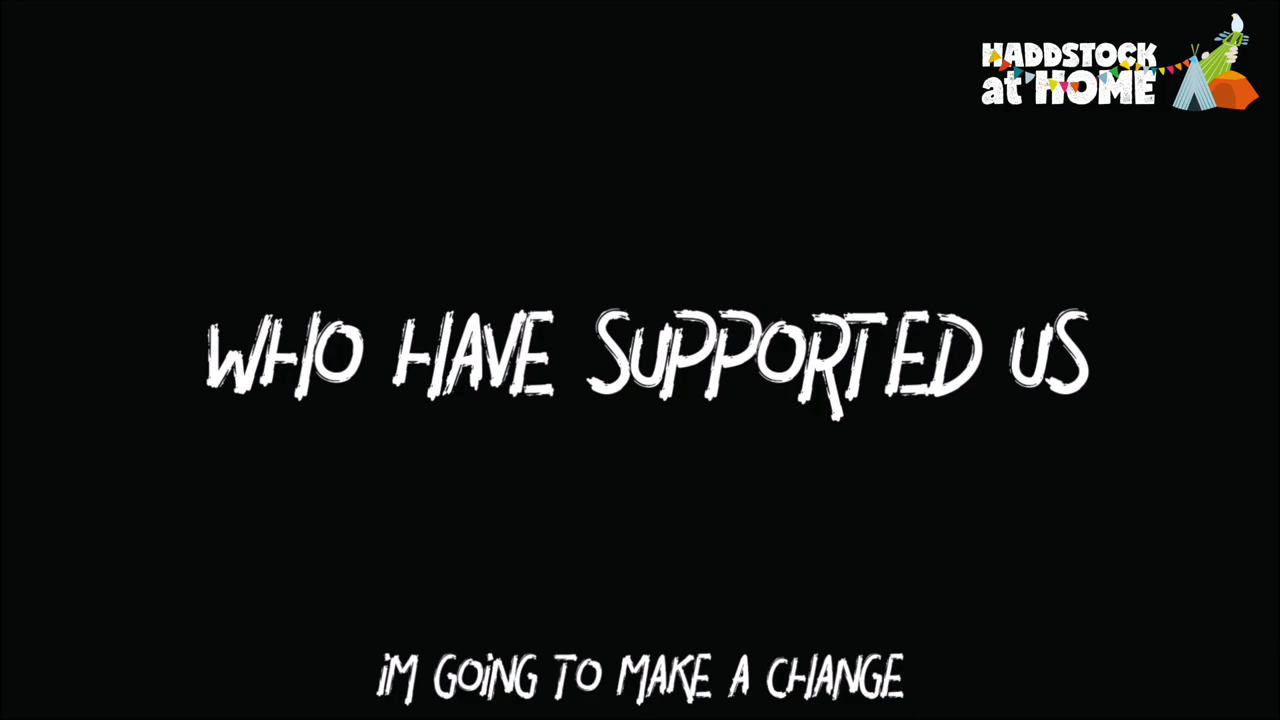 HADDSTOCK
at HOME
WHO HAVE SUPPORTED US
iM GOiNG TO MAKE A CHANGE